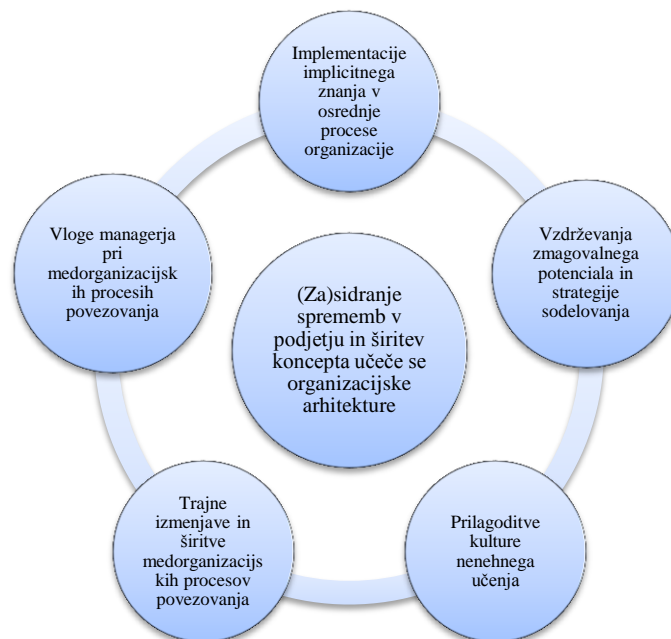 Implementacije
implicitnega
znanja v
osrednje
procese
organizacije
Vzdrževanja
zmagovalnega
potenciala in
strategije
sodelovanja
Prilagoditve
kulture
nenehnega
učenja
Trajne
izmenjave in
širitve
medorganizacijs
kih procesov
povezovanja
Vloge managerja
pri
medorganizacijsk
ih procesih
povezovanja
(Za)sidranje
sprememb v
podjetju in širitev
koncepta učeče se
organizacijske
arhitekture